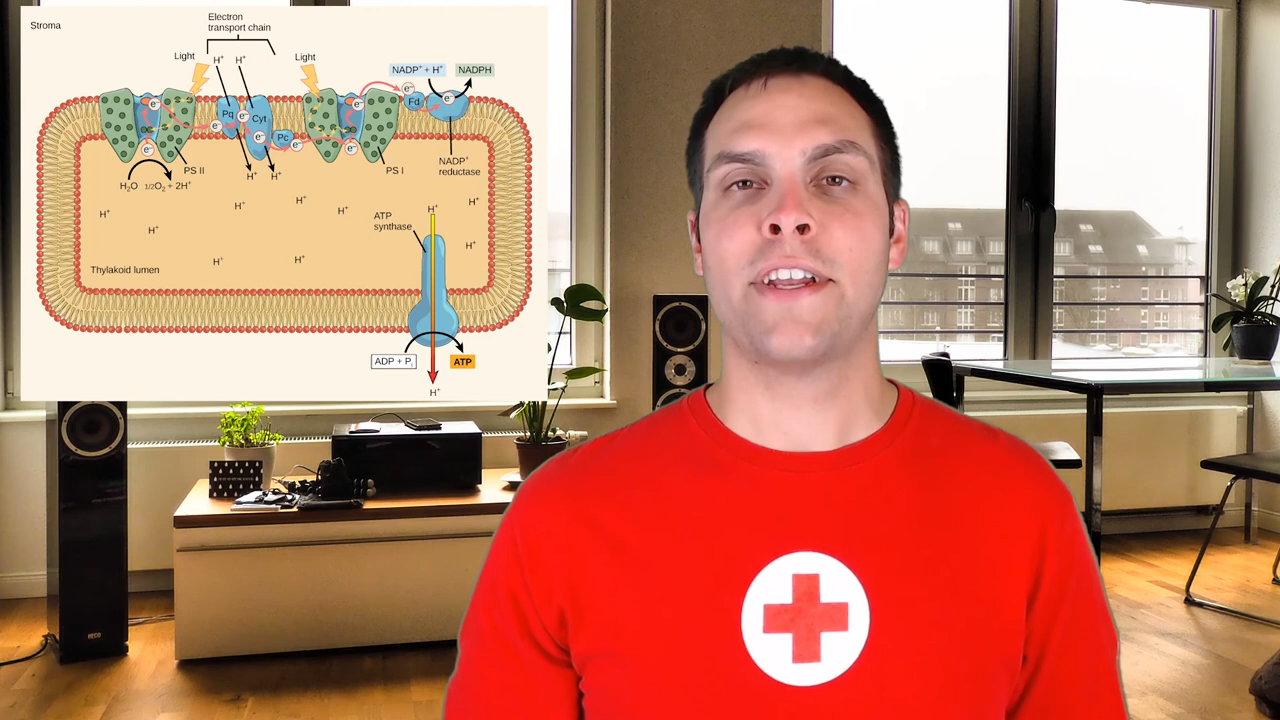 Stroma
Electron
transport chain
Light
H+
H+
Light
NADP+ + H+
NADPH
e-
e-
e-
e-
Fd
e-
Pq
e-
Cyt
e-
e-
Pc
e-
e-
e-
PS II
PS I
NADP+
reductase
H2O
1/2O2 + 2H+
H+
H+
H+
H+
H+
H+
H+
H+
ATP
synthase
H+
H+
H+
H+
Thylakoid lumen
ADP + Pi
ATP
H+
HECO